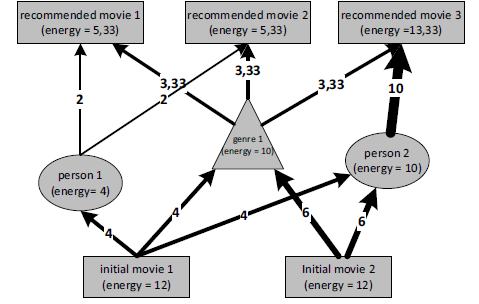 recommended movie 1
(energy = 5,33)
recommended movie 2
(energy = 5,33)
recommended movie 3
(energy =13,33)
3,33
3,33
3,33
2
2
10
genre 1
(energy = 10)
person 1
(energy= 4)
person 2
(energy = 10)
4
4
4
6
6
initial movie 1
(energy = 12)
Initial movie 2
(energy = 12)